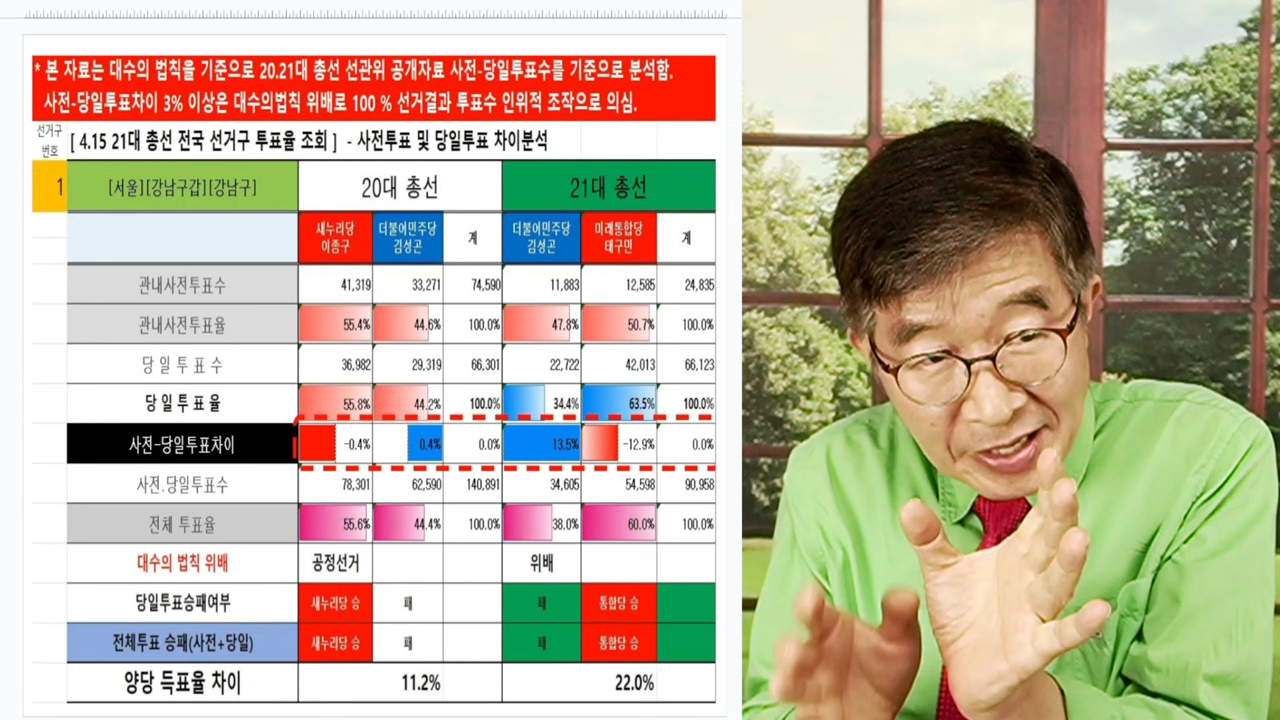 * 본 자료는 대수의 법칙을 기준으로 20.21대 총선 선관위 공개자료 사전-당일투표수를 기준으로 분석함.
사전-당일투표차이 3% 이상은 대수의법칙 위배로 100 % 선거결과 투표수 인위적 조작으로 의심.
선거구
번호
[ 4.15 21대 총선 전국 선거구 투표율 조회 ] - 사전투표 및 당일투표 차이분석
1 [서울][강남구갑][강남구] 20대 총선 21대 총선
새누리당 더불어민주당 계 더불어민주당 미래통합당 계
이종구 김성곤 김성곤 태구민
관내사전투표수 41,319 33,271 74,590 11,883 12,585 24,835
관내사전투표율 55.4% 44.6% 100.0% 47.8% 50.7% 100.0%
당 일 투 표 수 36,982 29,319 66,301 22,722 42,013 66,123
당 일 투 표 율 55.8% 44.2% 100.0% 34.4% 63.5% 100.0%
사전-당일투표차이 -0.4% 0.4% 0.0% 13.5% -12.9% 0.0%
사전.당일투표수 78,301 62,590 140,891 34,605 54,598 90,958
전체 투표율 55.6% 44.4% 100.0% 38.0% 60.0% 100.0%
대수의 법칙 위배 공정선거 위배
당일투표승패여부 새누리당 승 패 패 통합당 승
전체투표 승패(사전+당일) 새누리당 승 패 패 통합당 승
양당 득표율 차이 11.2% 22.0%